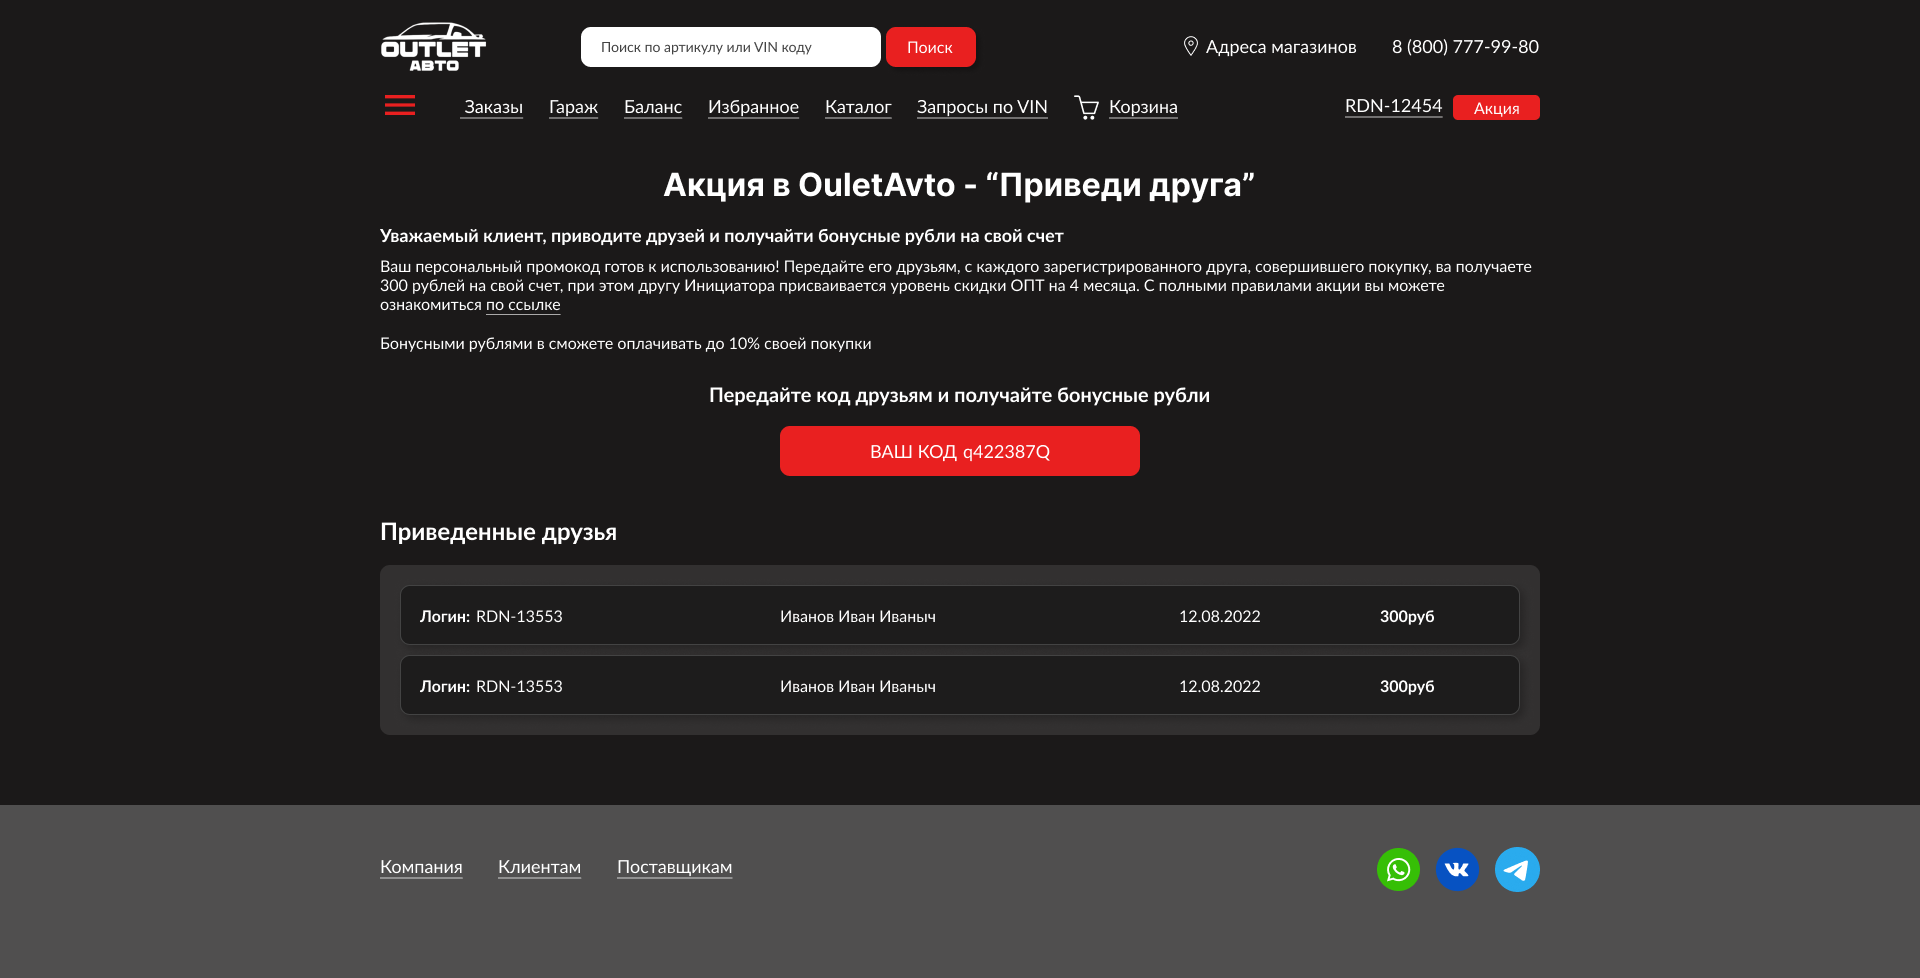 OUTLET
АВТО
Поиск по артикулу или VIN коду
Поиск
Адреса магазинов
8 (800) 777-99-80
Заказы
Гараж
Баланс
Избранное
Каталог
Запросы по VIN
Корзина
RDN-12454
Акция
Акция в OuletAvto - “Приведи друга”
Уважаемый клиент, приводите друзей и получайти бонусные рубли на свой счет
Ваш персональный промокод готов к использованию! Передайте его друзьям, с каждого зарегистрированного друга, совершившего покупку, ва получаете
300 рублей на свой счет, при этом другу Инициатора присваивается уровень скидки ОПТ на 4 месяца. С полными правилами акции вы можете
ознакомиться по ссылке
Бонусными рублями в сможете оплачивать до 10% своей покупки
Передайте код друзьям и получайте бонусные рубли
ВАШ КОД q422387Q
Приведенные друзья
Логин: RDN-13553 Иванов Иван Иваныч 12.08.2022 300руб
Логин: RDN-13553 Иванов Иван Иваныч 12.08.2022 300руб
Компания
Клиентам
Поставщикам